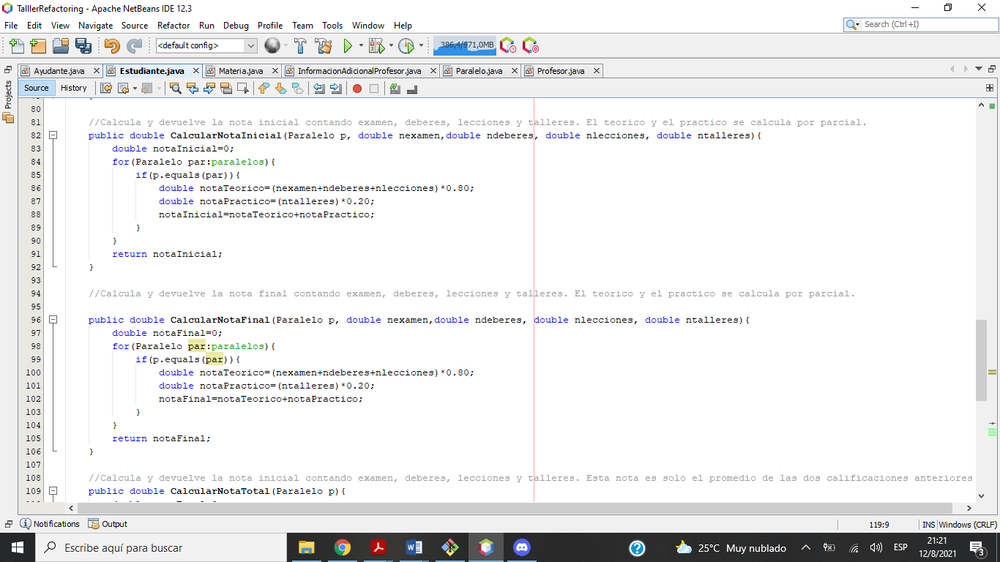 TalllerRefactoring - Apache NetBeans IDE 12.3
File Edit View Navigate Source Refactor Run Debug Profile Team Tools Window Help
Search (Ctrl+I)
<default config>
386,4/971,0MB
Projects
Ayudante.java Estudiante.java Materia.java InformacionAdicionalProfesor.java Paralelo.java Profesor.java
Source History
80
81 //Calcula y devuelve la nota inicial contando examen, deberes, lecciones y talleres. El teorico y el practico se calcula por parcial.
82 public double CalcularNotaInicial(Paralelo p, double nexamen,double ndeberes, double nlecciones, double ntalleres){
83 double notaInicial=0;
84 for(Paralelo par:paralelos){
85 if(p.equals(par)){
86 double notaTeorico=(nexamen+ndeberes+nlecciones)*0.80;
87 double notaPractico=(ntalleres)*0.20;
88 notaInicial=notaTeorico+notaPractico;
89 }
90 }
91 return notaInicial;
92 }
93
94 //Calcula y devuelve la nota final contando examen, deberes, lecciones y talleres. El teorico y el practico se calcula por parcial.
95
96 public double CalcularNotaFinal(Paralelo p, double nexamen,double ndeberes, double nlecciones, double ntalleres){
97 double notaFinal=0;
98 for(Paralelo par:paralelos){
99 if(p.equals(par)){
100 double notaTeorico=(nexamen+ndeberes+nlecciones)*0.80;
101 double notaPractico=(ntalleres)*0.20;
102 notaFinal=notaTeorico+notaPractico;
103 }
104 }
105 return notaFinal;
106 }
107
108 //Calcula y devuelve la nota inicial contando examen, deberes, lecciones y talleres. Esta nota es solo el promedio de las dos calificaciones anteriores
109 public double CalcularNotaTotal(Paralelo p){
Notifications Output
119:9 INS Windows (CRLF)
Escribe aquí para buscar
25°C Muy nublado
ESP
21:21
12/8/2021
3